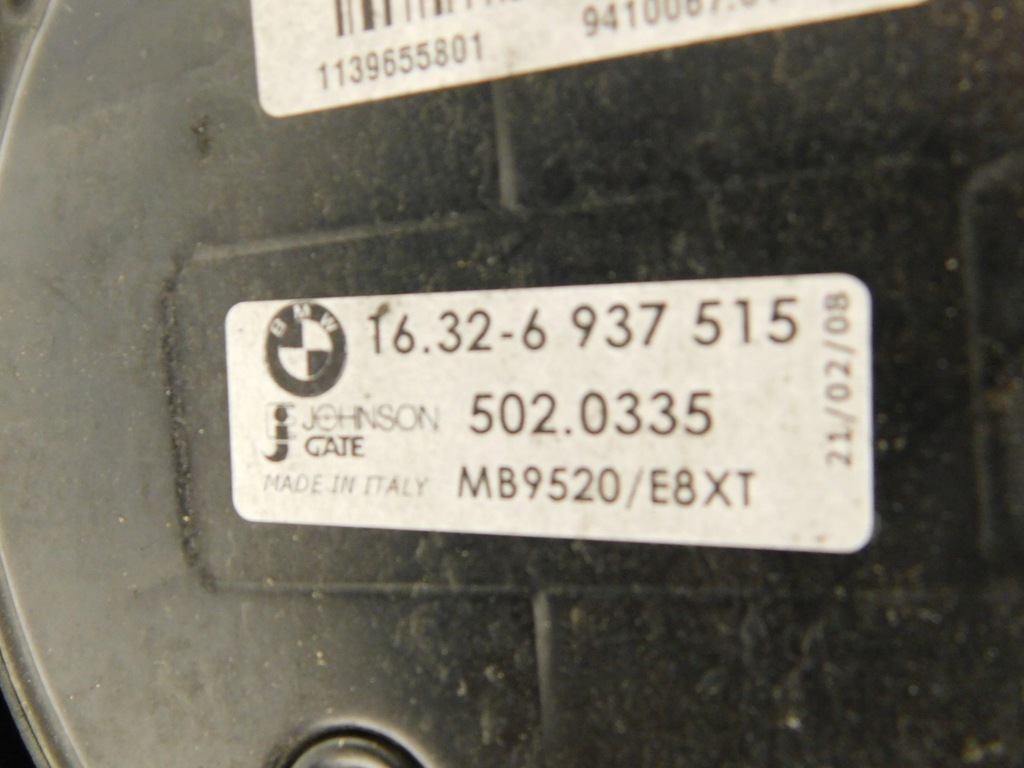 1139655801
BMW
16.32-6 937 515
JOHNSON
GATE
502.0335
MADE IN ITALY
MB9520/E8XT
21/02/08